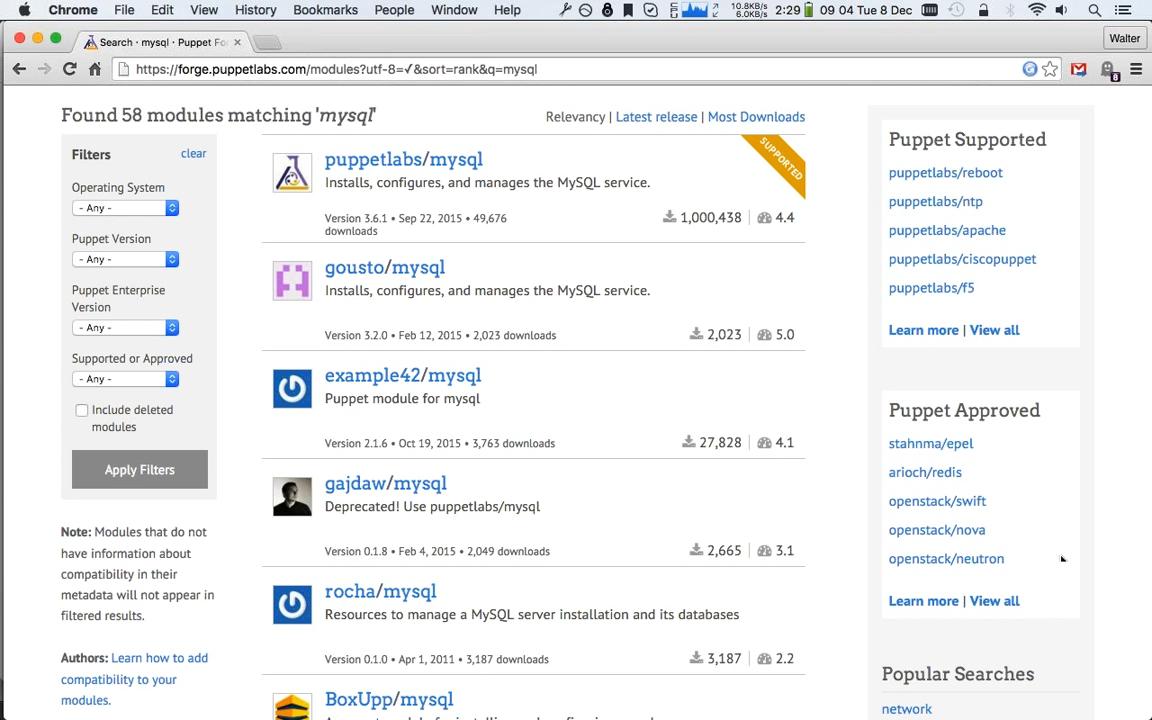 Chrome File Edit View History Bookmarks People Window Help 10.8KB/s 6.0KB/s 2:29 09 04 Tue 8 Dec
Search · mysql · Puppet Fo
Walter
https://forge.puppetlabs.com/modules?utf-8=✓&sort=rank&q=mysql
8
Found 58 modules matching 'mysql'
Relevancy | Latest release | Most Downloads
Filters clear
Operating System
- Any -
Puppet Version
- Any -
Puppet Enterprise
Version
- Any -
Supported or Approved
- Any -
Include deleted
modules
Apply Filters
Note: Modules that do not
have information about
compatibility in their
metadata will not appear in
filtered results.
Authors: Learn how to add
compatibility to your
modules.
puppetlabs/mysql
SUPPORTED
Installs, configures, and manages the MySQL service.
Version 3.6.1 • Sep 22, 2015 • 49,676
downloads
1,000,438 4.4
gousto/mysql
Installs, configures, and manages the MySQL service.
Version 3.2.0 • Feb 12, 2015 • 2,023 downloads 2,023 5.0
example42/mysql
Puppet module for mysql
Version 2.1.6 • Oct 19, 2015 • 3,763 downloads 27,828 4.1
gajdaw/mysql
Deprecated! Use puppetlabs/mysql
Version 0.1.8 • Feb 4, 2015 • 2,049 downloads 2,665 3.1
rocha/mysql
Resources to manage a MySQL server installation and its databases
Version 0.1.0 • Apr 1, 2011 • 3,187 downloads 3,187 2.2
BoxUpp/mysql
Puppet Supported
puppetlabs/reboot
puppetlabs/ntp
puppetlabs/apache
puppetlabs/ciscopuppet
puppetlabs/f5
Learn more | View all
Puppet Approved
stahnma/epel
arioch/redis
openstack/swift
openstack/nova
openstack/neutron
Learn more | View all
Popular Searches
network